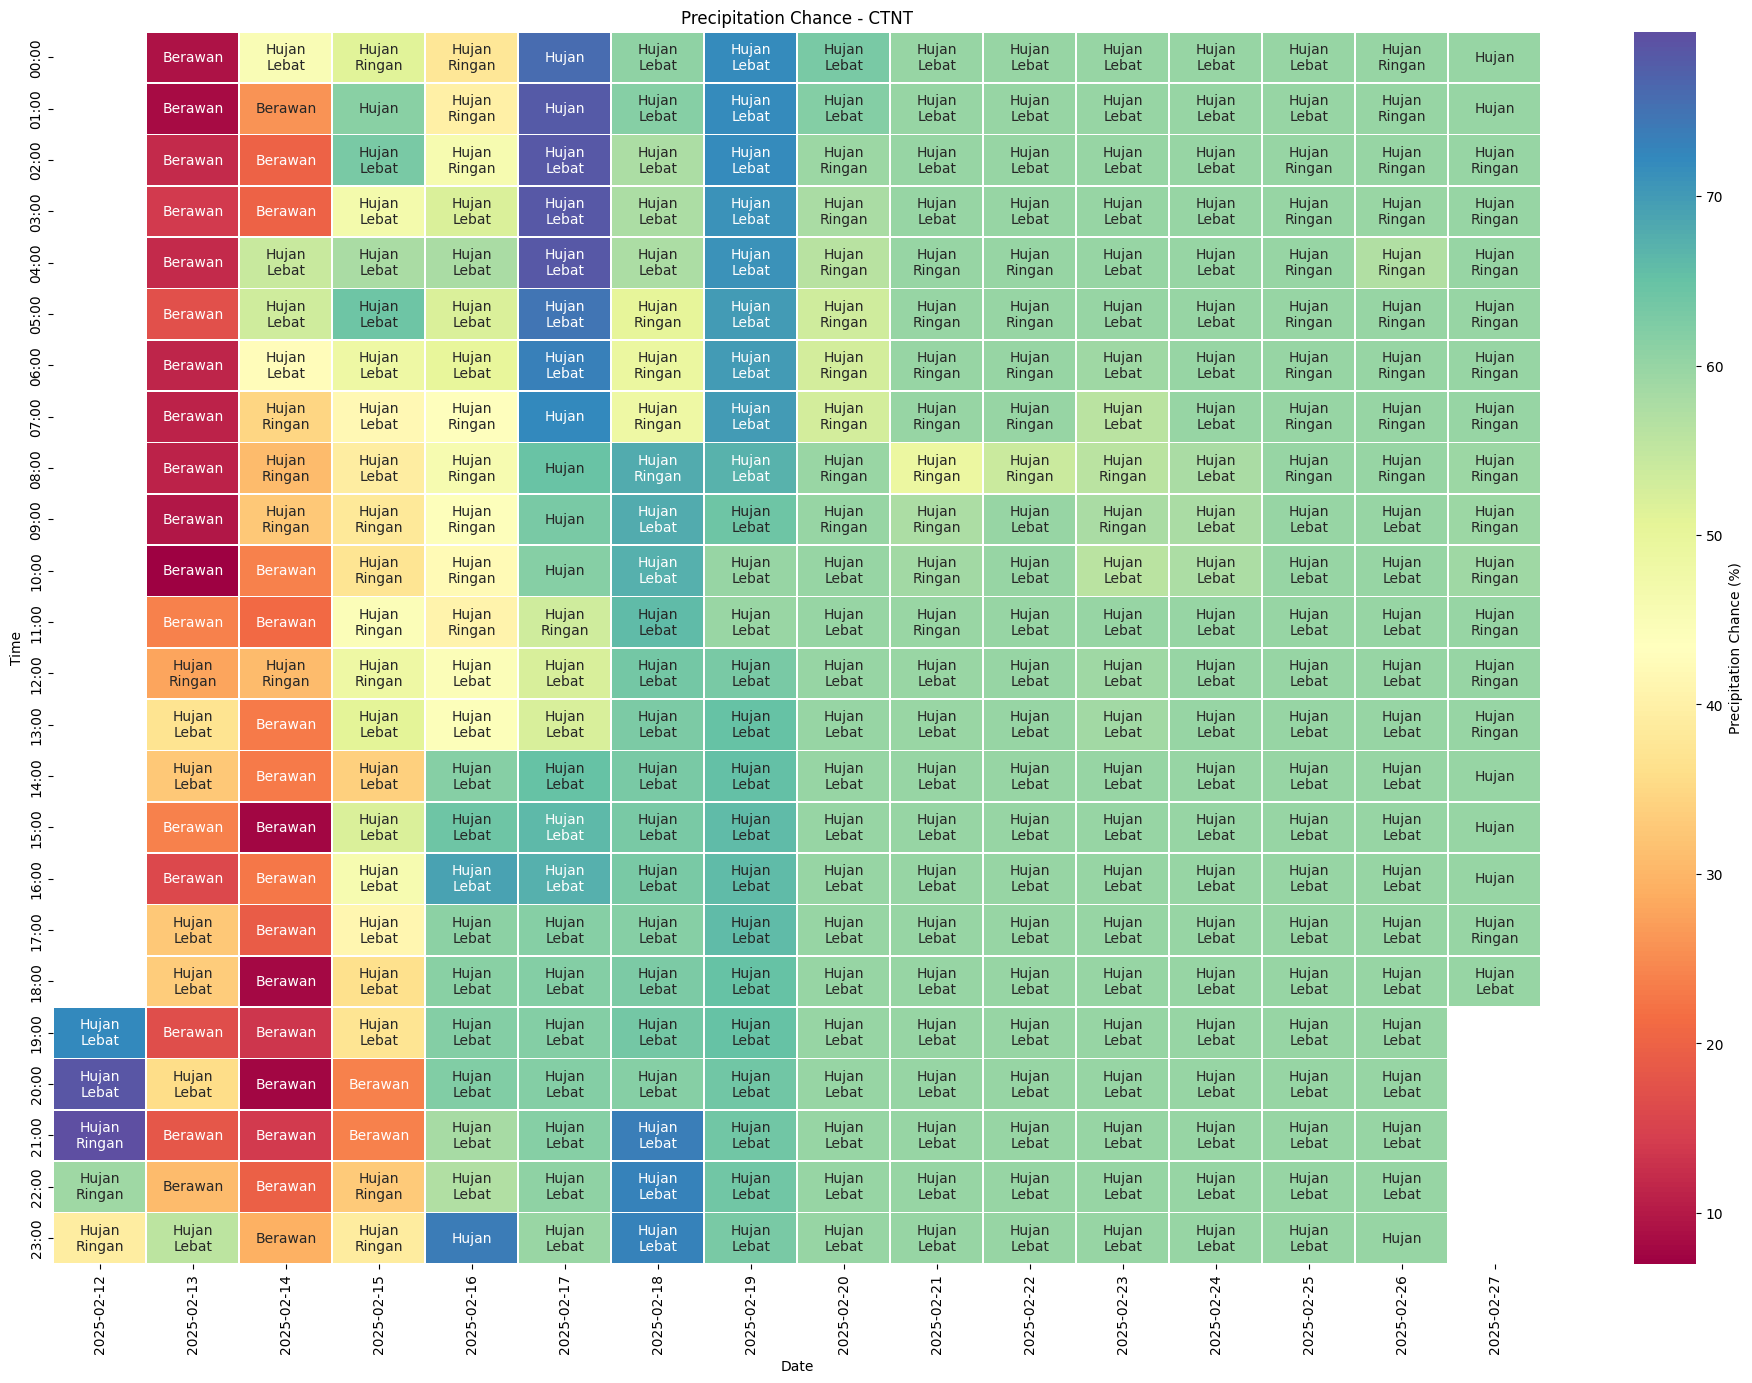 Precipitation Chance - CTNT
00:00 Berawan Hujan Lebat Hujan Ringan Hujan Ringan Hujan Hujan Lebat Hujan Lebat Hujan Lebat Hujan Lebat Hujan Lebat Hujan Lebat Hujan Lebat Hujan Lebat Hujan Ringan Hujan
01:00 Berawan Berawan Hujan Hujan Ringan Hujan Hujan Lebat Hujan Lebat Hujan Lebat Hujan Lebat Hujan Lebat Hujan Lebat Hujan Lebat Hujan Lebat Hujan Ringan Hujan
02:00 Berawan Berawan Hujan Lebat Hujan Ringan Hujan Lebat Hujan Lebat Hujan Lebat Hujan Ringan Hujan Lebat Hujan Lebat Hujan Lebat Hujan Lebat Hujan Ringan Hujan Ringan Hujan Ringan
03:00 Berawan Berawan Hujan Lebat Hujan Lebat Hujan Lebat Hujan Lebat Hujan Lebat Hujan Ringan Hujan Lebat Hujan Lebat Hujan Lebat Hujan Lebat Hujan Ringan Hujan Ringan Hujan Ringan
04:00 Berawan Hujan Lebat Hujan Lebat Hujan Lebat Hujan Lebat Hujan Lebat Hujan Lebat Hujan Ringan Hujan Ringan Hujan Ringan Hujan Lebat Hujan Lebat Hujan Ringan Hujan Ringan Hujan Ringan
05:00 Berawan Hujan Lebat Hujan Lebat Hujan Lebat Hujan Lebat Hujan Ringan Hujan Lebat Hujan Ringan Hujan Ringan Hujan Ringan Hujan Lebat Hujan Lebat Hujan Ringan Hujan Ringan Hujan Ringan
06:00 Berawan Hujan Lebat Hujan Lebat Hujan Lebat Hujan Lebat Hujan Ringan Hujan Lebat Hujan Ringan Hujan Ringan Hujan Ringan Hujan Lebat Hujan Lebat Hujan Ringan Hujan Ringan Hujan Ringan
07:00 Berawan Hujan Ringan Hujan Lebat Hujan Ringan Hujan Hujan Ringan Hujan Lebat Hujan Ringan Hujan Ringan Hujan Ringan Hujan Lebat Hujan Lebat Hujan Ringan Hujan Ringan Hujan Ringan
08:00 Berawan Hujan Ringan Hujan Lebat Hujan Ringan Hujan Hujan Ringan Hujan Lebat Hujan Ringan Hujan Ringan Hujan Ringan Hujan Ringan Hujan Lebat Hujan Ringan Hujan Ringan Hujan Ringan
09:00 Berawan Hujan Ringan Hujan Ringan Hujan Ringan Hujan Hujan Lebat Hujan Lebat Hujan Ringan Hujan Ringan Hujan Lebat Hujan Ringan Hujan Lebat Hujan Lebat Hujan Lebat Hujan Ringan
10:00 Berawan Berawan Hujan Ringan Hujan Ringan Hujan Hujan Lebat Hujan Lebat Hujan Lebat Hujan Ringan Hujan Lebat Hujan Lebat Hujan Lebat Hujan Lebat Hujan Lebat Hujan Ringan
11:00 Berawan Berawan Hujan Ringan Hujan Ringan Hujan Ringan Hujan Lebat Hujan Lebat Hujan Lebat Hujan Ringan Hujan Lebat Hujan Lebat Hujan Lebat Hujan Lebat Hujan Lebat Hujan Ringan
12:00 Hujan Ringan Hujan Ringan Hujan Ringan Hujan Lebat Hujan Lebat Hujan Lebat Hujan Lebat Hujan Lebat Hujan Lebat Hujan Lebat Hujan Lebat Hujan Lebat Hujan Lebat Hujan Lebat Hujan Ringan
13:00 Hujan Lebat Berawan Hujan Lebat Hujan Lebat Hujan Lebat Hujan Lebat Hujan Lebat Hujan Lebat Hujan Lebat Hujan Lebat Hujan Lebat Hujan Lebat Hujan Lebat Hujan Lebat Hujan Ringan
14:00 Hujan Lebat Berawan Hujan Lebat Hujan Lebat Hujan Lebat Hujan Lebat Hujan Lebat Hujan Lebat Hujan Lebat Hujan Lebat Hujan Lebat Hujan Lebat Hujan Lebat Hujan Lebat Hujan
15:00 Berawan Berawan Hujan Lebat Hujan Lebat Hujan Lebat Hujan Lebat Hujan Lebat Hujan Lebat Hujan Lebat Hujan Lebat Hujan Lebat Hujan Lebat Hujan Lebat Hujan Lebat Hujan
16:00 Berawan Berawan Hujan Lebat Hujan Lebat Hujan Lebat Hujan Lebat Hujan Lebat Hujan Lebat Hujan Lebat Hujan Lebat Hujan Lebat Hujan Lebat Hujan Lebat Hujan Lebat Hujan
17:00 Hujan Lebat Berawan Hujan Lebat Hujan Lebat Hujan Lebat Hujan Lebat Hujan Lebat Hujan Lebat Hujan Lebat Hujan Lebat Hujan Lebat Hujan Lebat Hujan Lebat Hujan Lebat Hujan Ringan
18:00 Hujan Lebat Berawan Hujan Lebat Hujan Lebat Hujan Lebat Hujan Lebat Hujan Lebat Hujan Lebat Hujan Lebat Hujan Lebat Hujan Lebat Hujan Lebat Hujan Lebat Hujan Lebat Hujan Lebat
19:00 Hujan Lebat Berawan Berawan Hujan Lebat Hujan Lebat Hujan Lebat Hujan Lebat Hujan Lebat Hujan Lebat Hujan Lebat Hujan Lebat Hujan Lebat Hujan Lebat Hujan Lebat Hujan Lebat
20:00 Hujan Lebat Hujan Lebat Berawan Berawan Hujan Lebat Hujan Lebat Hujan Lebat Hujan Lebat Hujan Lebat Hujan Lebat Hujan Lebat Hujan Lebat Hujan Lebat Hujan Lebat Hujan Lebat
21:00 Hujan Ringan Berawan Berawan Berawan Hujan Lebat Hujan Lebat Hujan Lebat Hujan Lebat Hujan Lebat Hujan Lebat Hujan Lebat Hujan Lebat Hujan Lebat Hujan Lebat Hujan Lebat
22:00 Hujan Ringan Berawan Berawan Hujan Ringan Hujan Lebat Hujan Lebat Hujan Lebat Hujan Lebat Hujan Lebat Hujan Lebat Hujan Lebat Hujan Lebat Hujan Lebat Hujan Lebat Hujan Lebat
23:00 Hujan Ringan Hujan Lebat Berawan Hujan Ringan Hujan Hujan Lebat Hujan Lebat Hujan Lebat Hujan Lebat Hujan Lebat Hujan Lebat Hujan Lebat Hujan Lebat Hujan Lebat Hujan
Time
2025-02-12 2025-02-13 2025-02-14 2025-02-15 2025-02-16 2025-02-17 2025-02-18 2025-02-19 2025-02-20 2025-02-21 2025-02-22 2025-02-23 2025-02-24 2025-02-25 2025-02-26 2025-02-27
Date
70
60
50
40
30
20
10
Precipitation Chance (%)